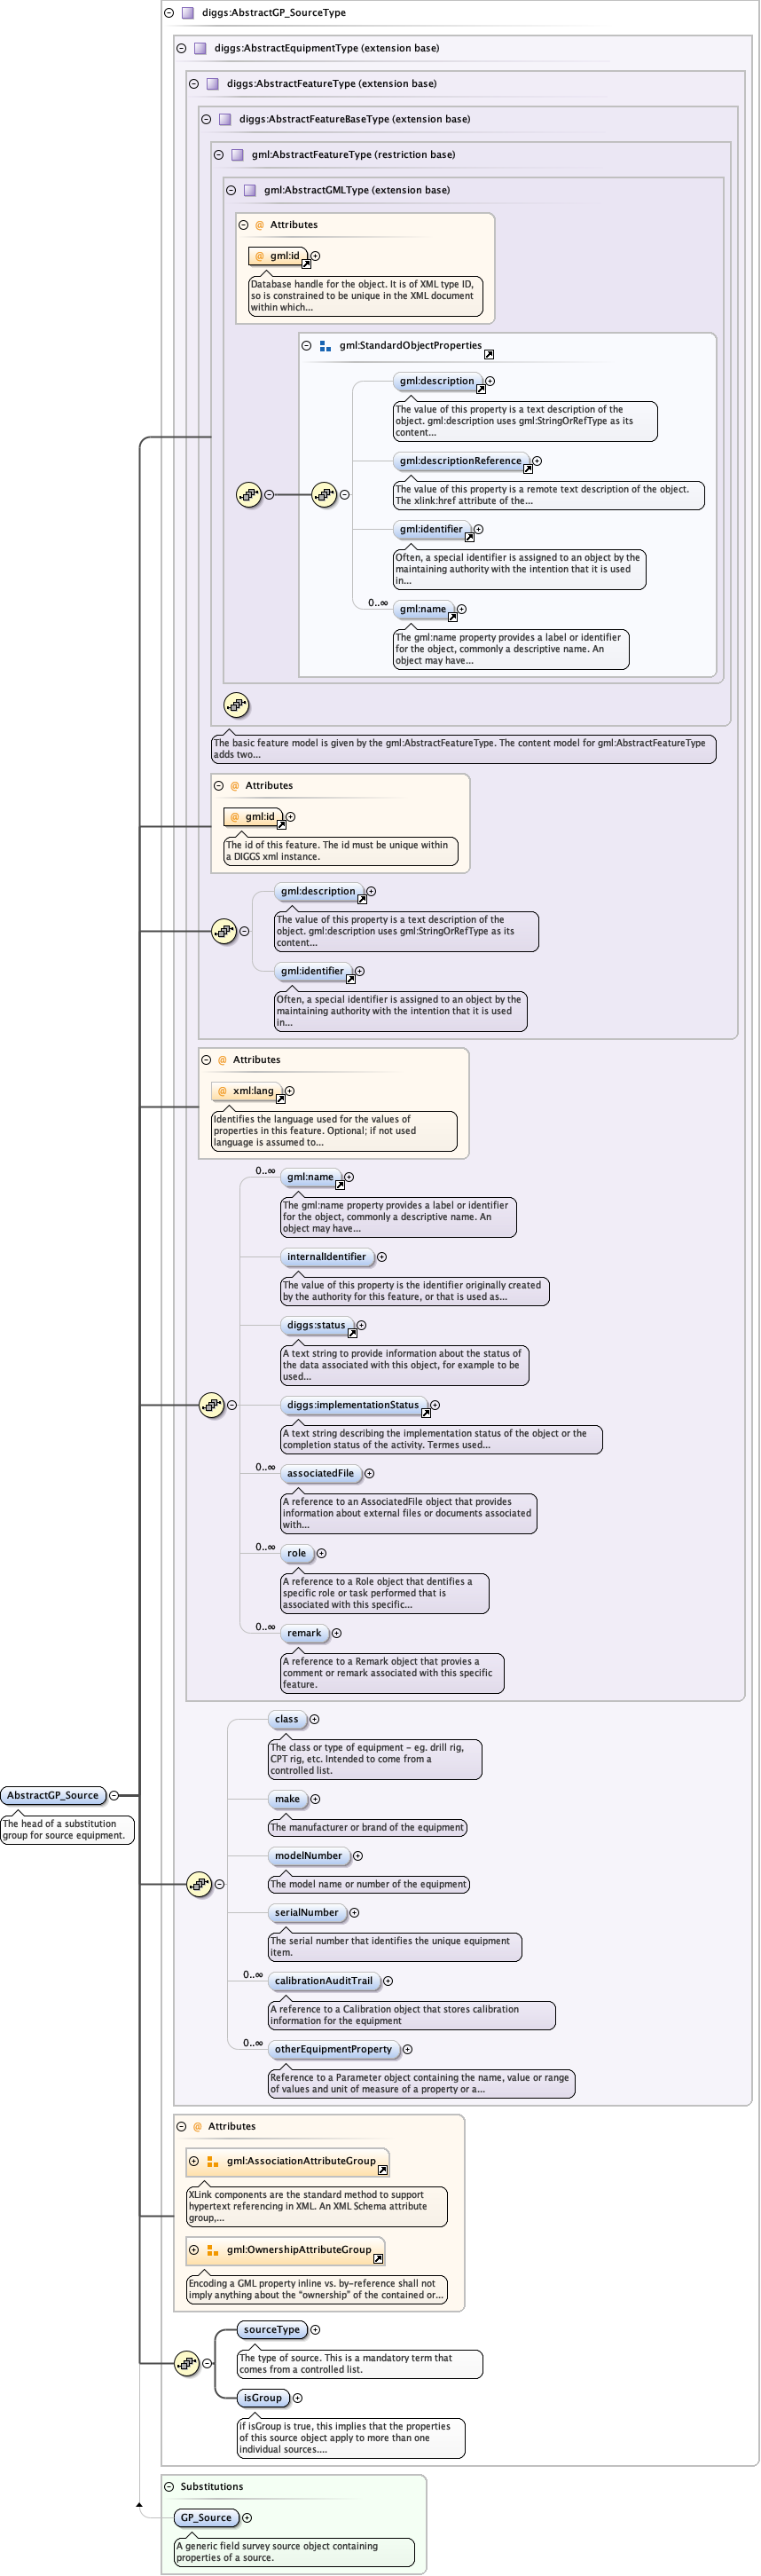 diggs:AbstractGP_SourceType
diggs:AbstractEquipmentType (extension base)
diggs:AbstractFeatureType (extension base)
diggs:AbstractFeatureBaseType (extension base)
gml:AbstractFeatureType (restriction base)
gml:AbstractGMLType (extension base)
@ Attributes
@ gml:id
Database handle for the object. It is of XML type ID,
so is constrained to be unique in the XML document
within which...
gml:StandardObjectProperties
gml:description
The value of this property is a text description of the
object. gml:description uses gml:StringOrRefType as its
content...
gml:descriptionReference
The value of this property is a remote text description of the object.
The xlink:href attribute of the...
gml:identifier
Often, a special identifier is assigned to an object by the
maintaining authority with the intention that it is used
in...
0..∞
gml:name
The gml:name property provides a label or identifier
for the object, commonly a descriptive name. An
object may have...
The basic feature model is given by the gml:AbstractFeatureType. The content model for gml:AbstractFeatureType
adds two...
@ Attributes
@ gml:id
The id of this feature. The id must be unique within
a DIGGS xml instance.
gml:description
The value of this property is a text description of the
object. gml:description uses gml:StringOrRefType as its
content...
gml:identifier
Often, a special identifier is assigned to an object by the
maintaining authority with the intention that it is used
in...
@ Attributes
@ xml:lang
Identifies the language used for the values of
properties in this feature. Optional; if not used
language is assumed to...
0..∞
gml:name
The gml:name property provides a label or identifier
for the object, commonly a descriptive name. An
object may have...
internalIdentifier
The value of this property is the identifier originally created
by the authority for this feature, or that is used as...
diggs:status
A text string to provide information about the status of
the data associated with this object, for example to be
used...
diggs:implementationStatus
A text string describing the implementation status of the object or the
completion status of the activity. Termes used...
0..∞
associatedFile
A reference to an AssociatedFile object that provides
information about external files or documents associated
with...
0..∞
role
A reference to a Role object that dentifies a
specific role or task performed that is
associated with this specific...
0..∞
remark
A reference to a Remark object that provies a
comment or remark associated with this specific
feature.
class
The class or type of equipment - eg. drill rig,
CPT rig, etc. Intended to come from a
controlled list.
AbstractGP_Source
The head of a substitution
group for source equipment.
make
The manufacturer or brand of the equipment
modelNumber
The model name or number of the equipment
serialNumber
The serial number that identifies the unique equipment
item.
0..∞
calibrationAuditTrail
A reference to a Calibration object that stores calibration
information for the equipment
0..∞
otherEquipmentProperty
Reference to a Parameter object containing the name, value or range
of values and unit of measure of a property or a...
@ Attributes
gml:AssociationAttributeGroup
XLink components are the standard method to support
hypertext referencing in XML. An XML Schema attribute
group,...
gml:OwnershipAttributeGroup
Encoding a GML property inline vs. by-reference shall not
imply anything about the “ownership” of the contained or...
sourceType
The type of source. This is a mandatory term that
comes from a controlled list.
isGroup
if isGroup is true, this implies that the properties
of this source object apply to more than one
individual sources....
Substitutions
GP_Source
A generic field survey source object containing
properties of a source.